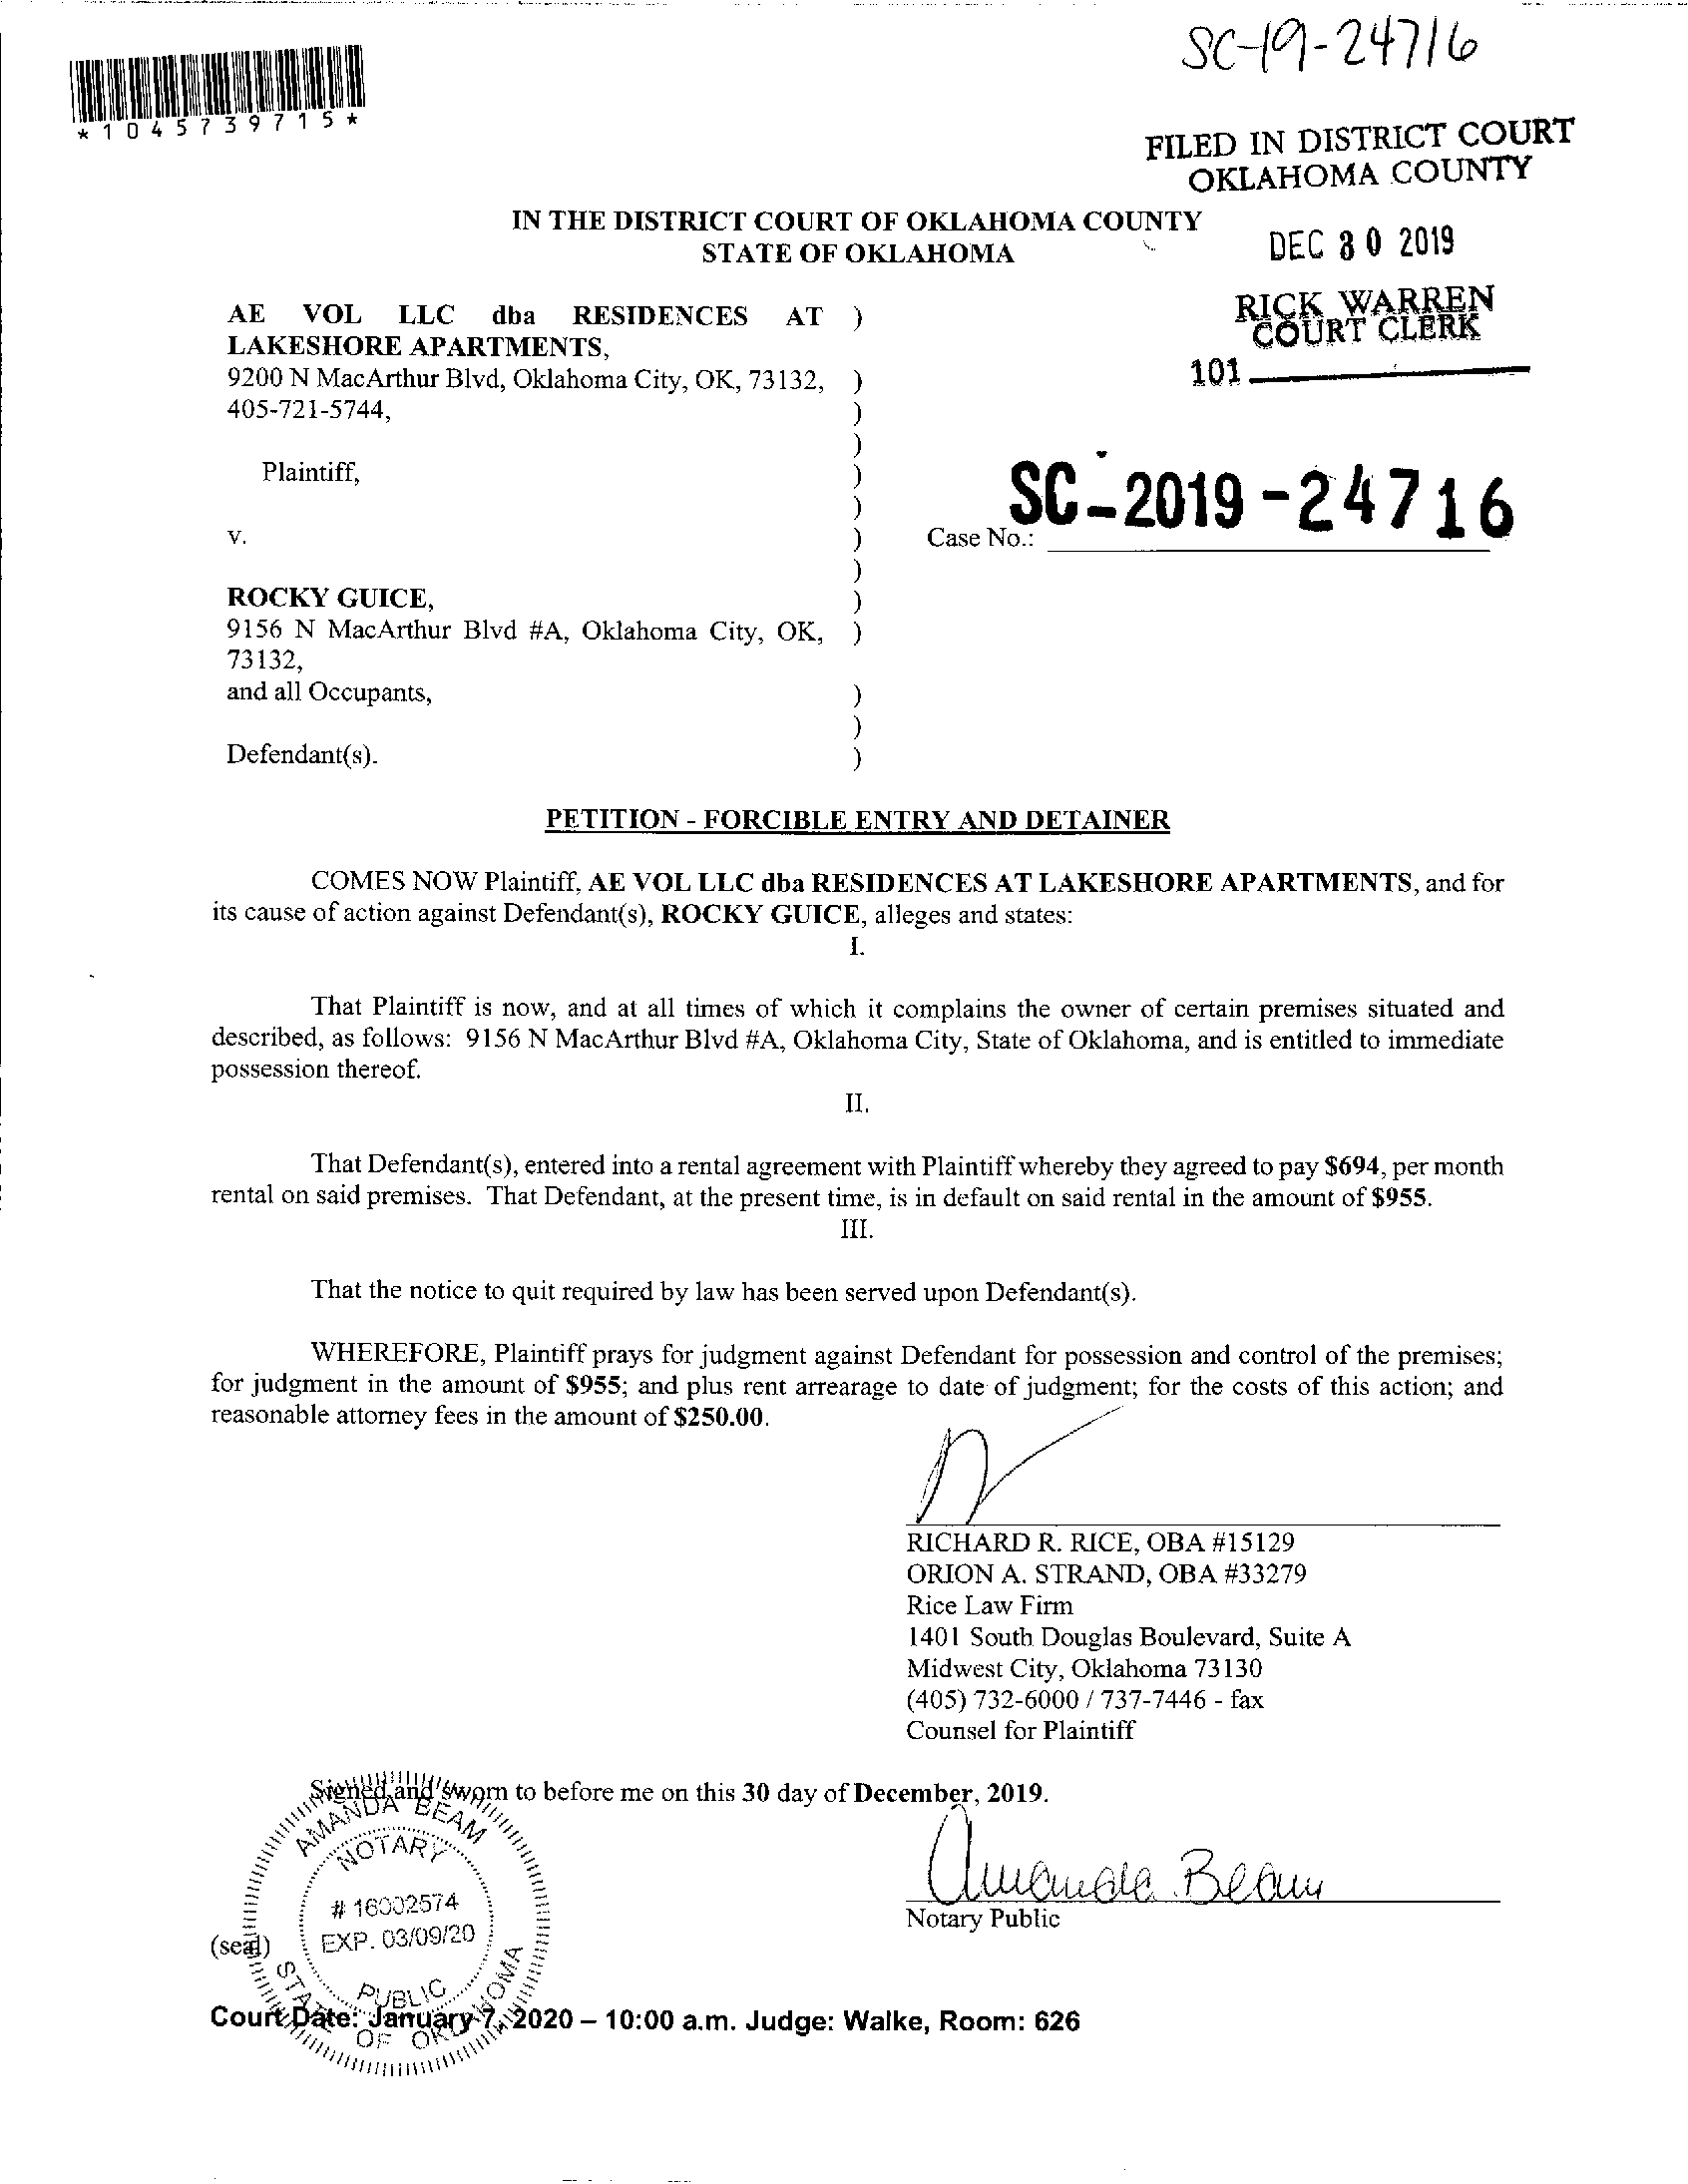 SC-19-24716
*1045739715*
FILED IN DISTRICT COURT
OKLAHOMA COUNTY
IN THE DISTRICT COURT OF OKLAHOMA COUNTY
STATE OF OKLAHOMA
DEC 30 2019
RICK WARREN
COURT CLERK
101
AE VOL LLC dba RESIDENCES AT )
LAKESHORE APARTMENTS,
9200 N MacArthur Blvd, Oklahoma City, OK, 73132, )
405-721-5744, )
)
Plaintiff, )
)
v. )
Case No.: SC-2019-24716
)
ROCKY GUICE, )
9156 N MacArthur Blvd #A, Oklahoma City, OK, )
73132,
and all Occupants, )
)
Defendant(s). )
PETITION - FORCIBLE ENTRY AND DETAINER
COMES NOW Plaintiff, AE VOL LLC dba RESIDENCES AT LAKESHORE APARTMENTS, and for
its cause of action against Defendant(s), ROCKY GUICE, alleges and states:
I.
That Plaintiff is now, and at all times of which it complains the owner of certain premises situated and
described, as follows: 9156 N MacArthur Blvd #A, Oklahoma City, State of Oklahoma, and is entitled to immediate
possession thereof.
II.
That Defendant(s), entered into a rental agreement with Plaintiff whereby they agreed to pay $694, per month
rental on said premises. That Defendant, at the present time, is in default on said rental in the amount of $955.
III.
That the notice to quit required by law has been served upon Defendant(s).
WHEREFORE, Plaintiff prays for judgment against Defendant for possession and control of the premises;
for judgment in the amount of $955; and plus rent arrearage to date of judgment; for the costs of this action; and
reasonable attorney fees in the amount of $250.00.
RICHARD R. RICE, OBA #15129
ORION A. STRAND, OBA #33279
Rice Law Firm
1401 South Douglas Boulevard, Suite A
Midwest City, Oklahoma 73130
(405) 732-6000 / 737-7446 - fax
Counsel for Plaintiff
Signed and sworn to before me on this 30 day of December, 2019.
AMANDA BEAM
NOTARY
# 16002574
EXP. 03/09/20
PUBLIC
STATE OF OKLAHOMA
Amanda Beam
Notary Public
(seal)
Court Date: January 7, 2020 – 10:00 a.m. Judge: Walke, Room: 626